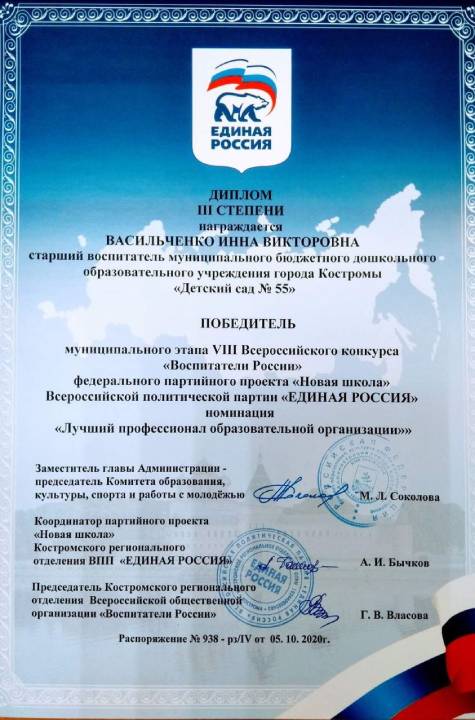 ЕДИНАЯ
РОССИЯ
ДИПЛОМ
III СТЕПЕНИ
награждается
ВАСИЛЬЧЕНКО ИННА ВИКТОРОВНА
старший воспитатель муниципального бюджетного дошкольного
образовательного учреждения города Костромы
«Детский сад № 55»
ПОБЕДИТЕЛЬ
муниципального этапа VIII Всероссийского конкурса
«Воспитатели России»
федерального партийного проекта «Новая школа»
Всероссийской политической партии «ЕДИНАЯ РОССИЯ»
номинация
«Лучший профессионал образовательной организации»»
Заместитель главы Администрации -
председатель Комитета образования,
культуры, спорта и работы с молодёжью М. Л. Соколова
Координатор партийного проекта
«Новая школа»
Костромского регионального
отделения ВПП «ЕДИНАЯ РОССИЯ» А. И. Бычков
ЕДИНАЯ
РОССИЯ
Председатель Костромского регионального
отделения Всероссийской общественной
организации «Воспитатели России» Г. В. Власова
Распоряжение № 938 - рз/IV от 05. 10. 2020г.